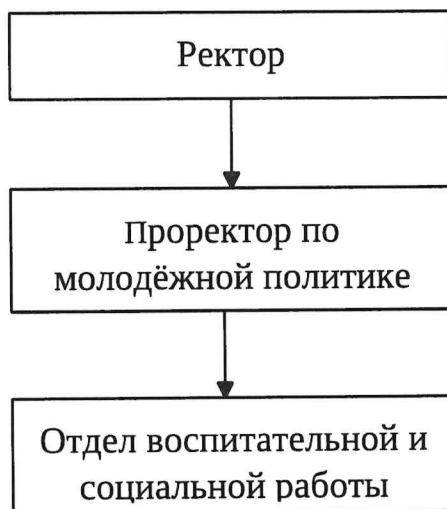 Ректор
Проректор по
молодёжной политике
Отдел воспитательной и
социальной работы